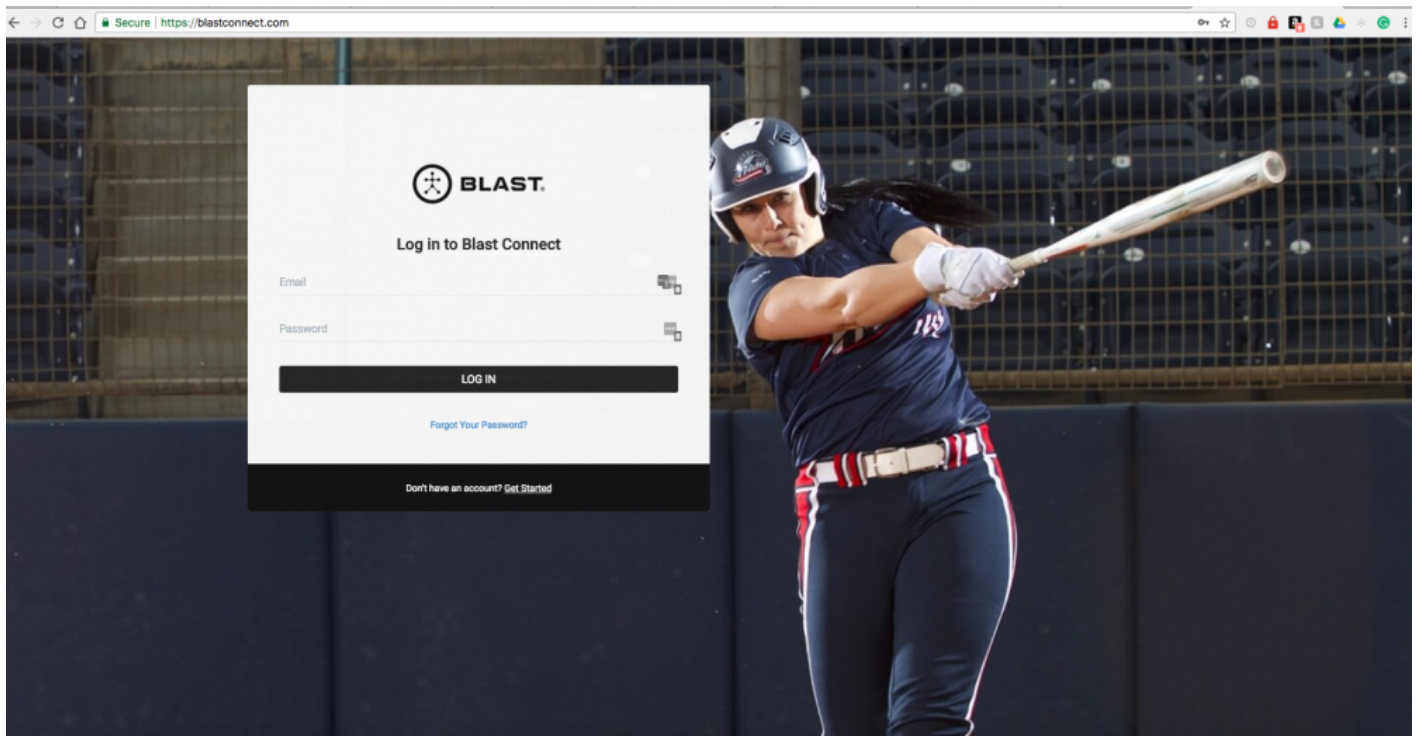 Secure | https://blastconnect.com
BLAST.
Log in to Blast Connect
Email
Password
LOG IN
Forgot Your Password?
Don't have an account? Get Started